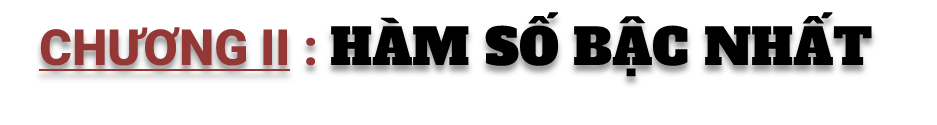 CHƯƠNG II : HÀM SỐ BẬC NHẤT